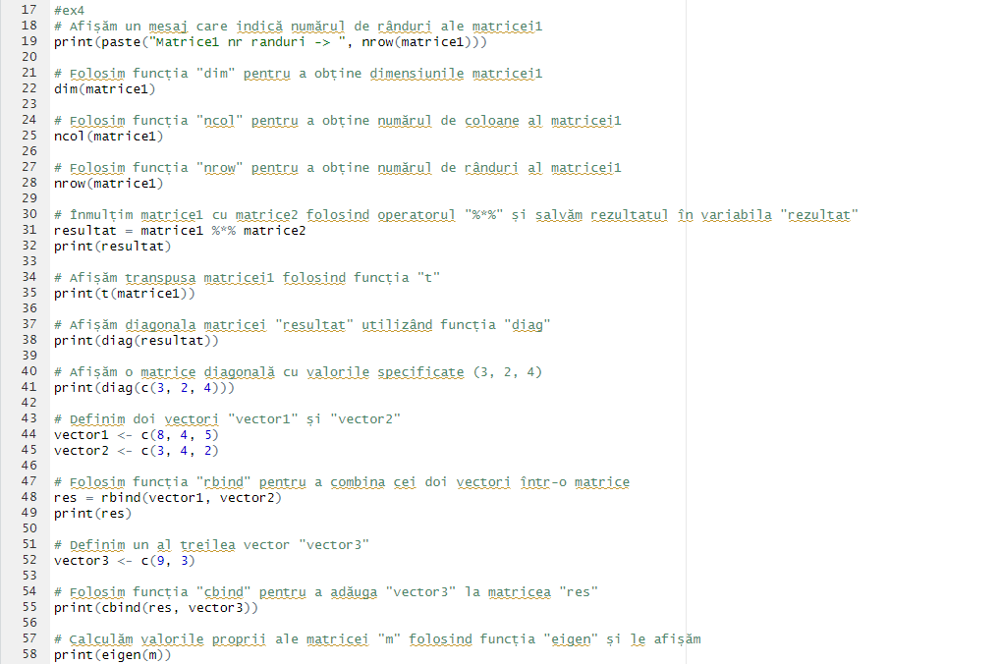 17 #ex4
18 # Afișăm un mesaj care indică numărul de rânduri ale matricei1
19 print(paste("Matrice1 nr randuri -> ", nrow(matrice1)))
20
21 # Folosim funcția "dim" pentru a obține dimensiunile matricei1
22 dim(matrice1)
23
24 # Folosim funcția "ncol" pentru a obține numărul de coloane al matricei1
25 ncol(matrice1)
26
27 # Folosim funcția "nrow" pentru a obține numărul de rânduri al matricei1
28 nrow(matrice1)
29
30 # Înmulțim matrice1 cu matrice2 folosind operatorul "%*%" și salvăm rezultatul în variabila "rezultat"
31 resultat = matrice1 %*% matrice2
32 print(resultat)
33
34 # Afișăm transpusa matricei1 folosind funcția "t"
35 print(t(matrice1))
36
37 # Afișăm diagonala matricei "resultat" utilizând funcția "diag"
38 print(diag(resultat))
39
40 # Afișăm o matrice diagonală cu valorile specificate (3, 2, 4)
41 print(diag(c(3, 2, 4)))
42
43 # Definim doi vectori "vector1" și "vector2"
44 vector1 <- c(8, 4, 5)
45 vector2 <- c(3, 4, 2)
46
47 # Folosim funcția "rbind" pentru a combina cei doi vectori într-o matrice
48 res = rbind(vector1, vector2)
49 print(res)
50
51 # Definim un al treilea vector "vector3"
52 vector3 <- c(9, 3)
53
54 # Folosim funcția "cbind" pentru a adăuga "vector3" la matricea "res"
55 print(cbind(res, vector3))
56
57 # Calculăm valorile proprii ale matricei "m" folosind funcția "eigen" și le afișăm
58 print(eigen(m))